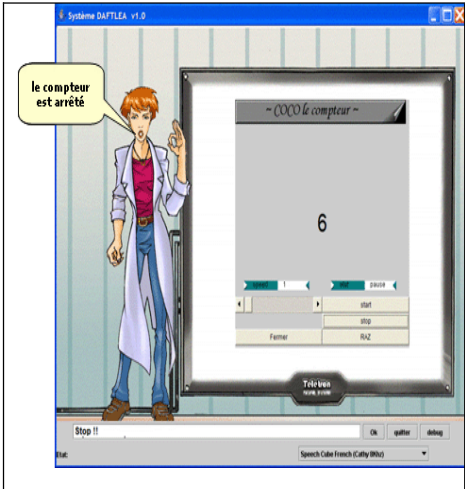 Système DAFTLEA v1.0
le compteur
est arrêté
~ COCO le compteur ~
6
speed 1
pause
start
stop
Fermer RAZ
Stop !!
Ok quitter debug
Etat:
Speech Cube French (Cathy 8Khz)